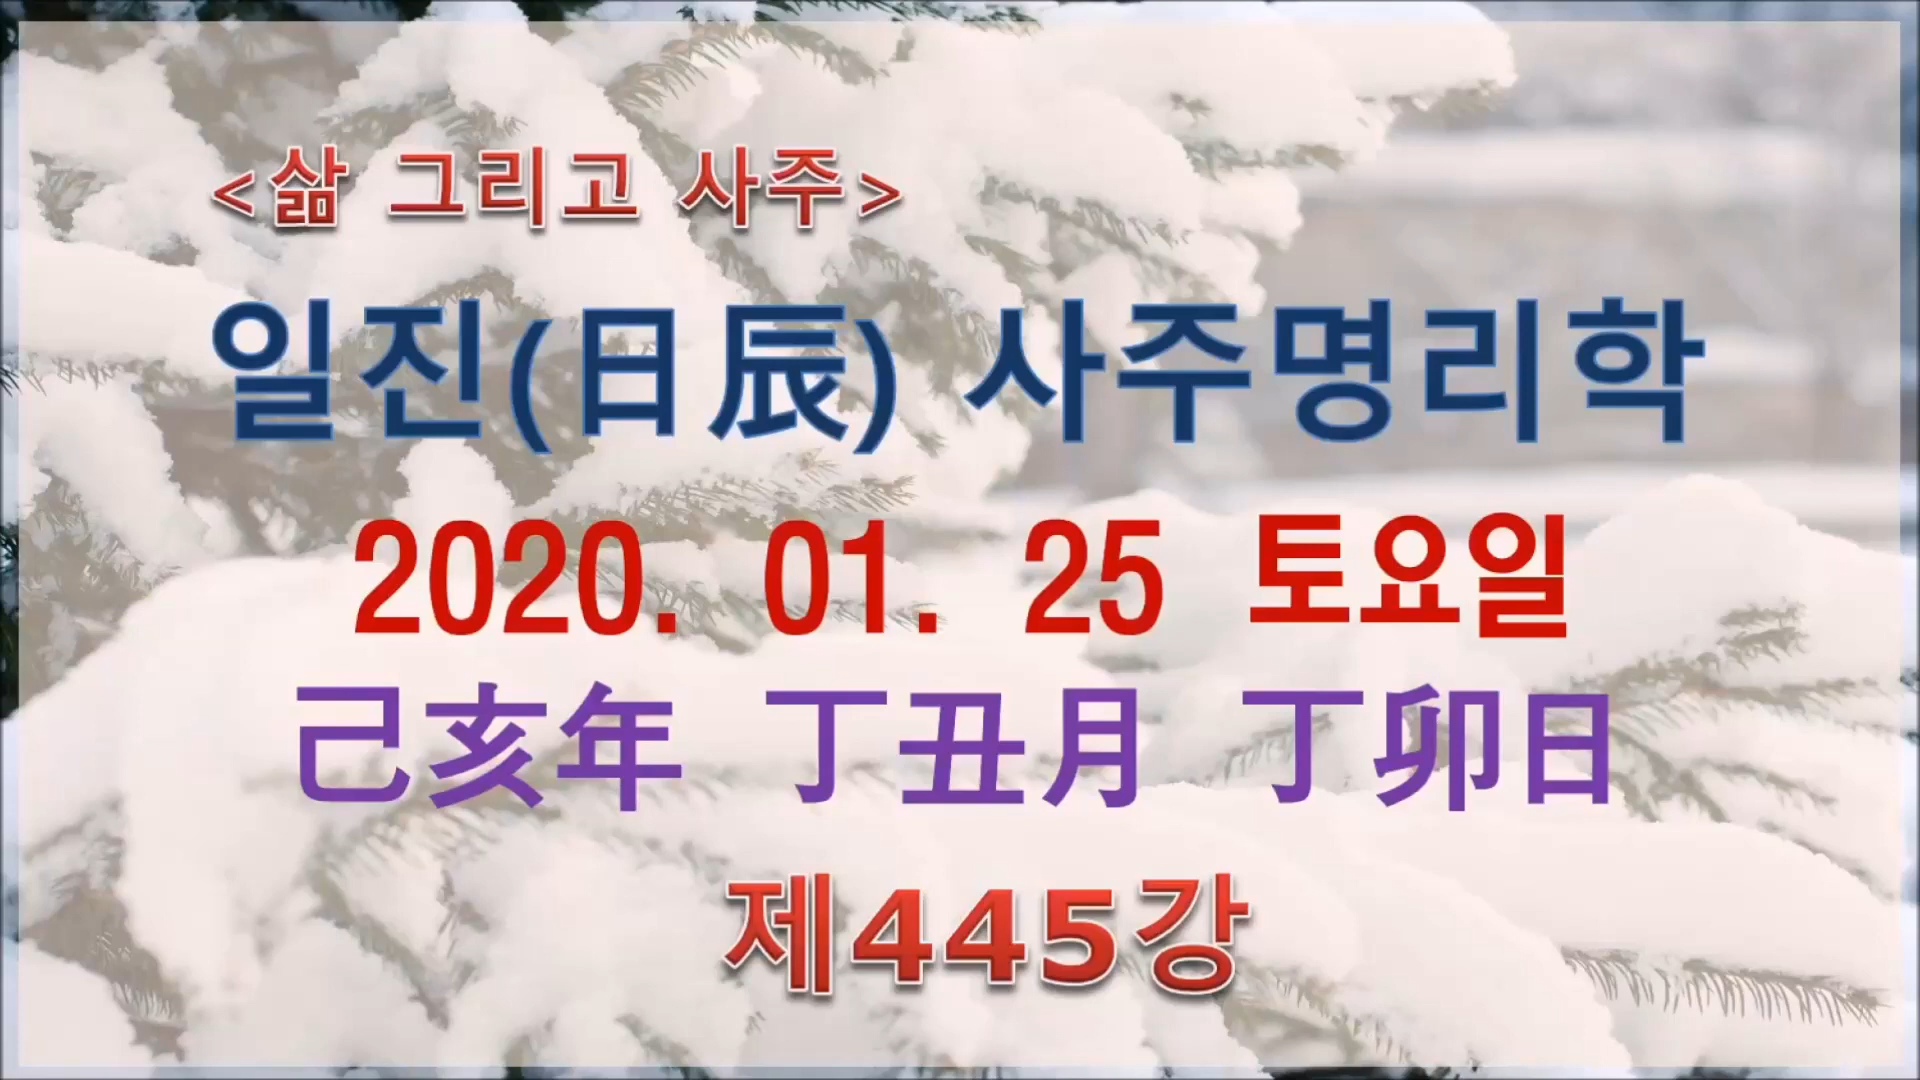 <삶 그리고 사주>
일진(日辰) 사주명리학
2020. 01. 25 토요일
己亥年 丁丑月 丁卯日
제445강